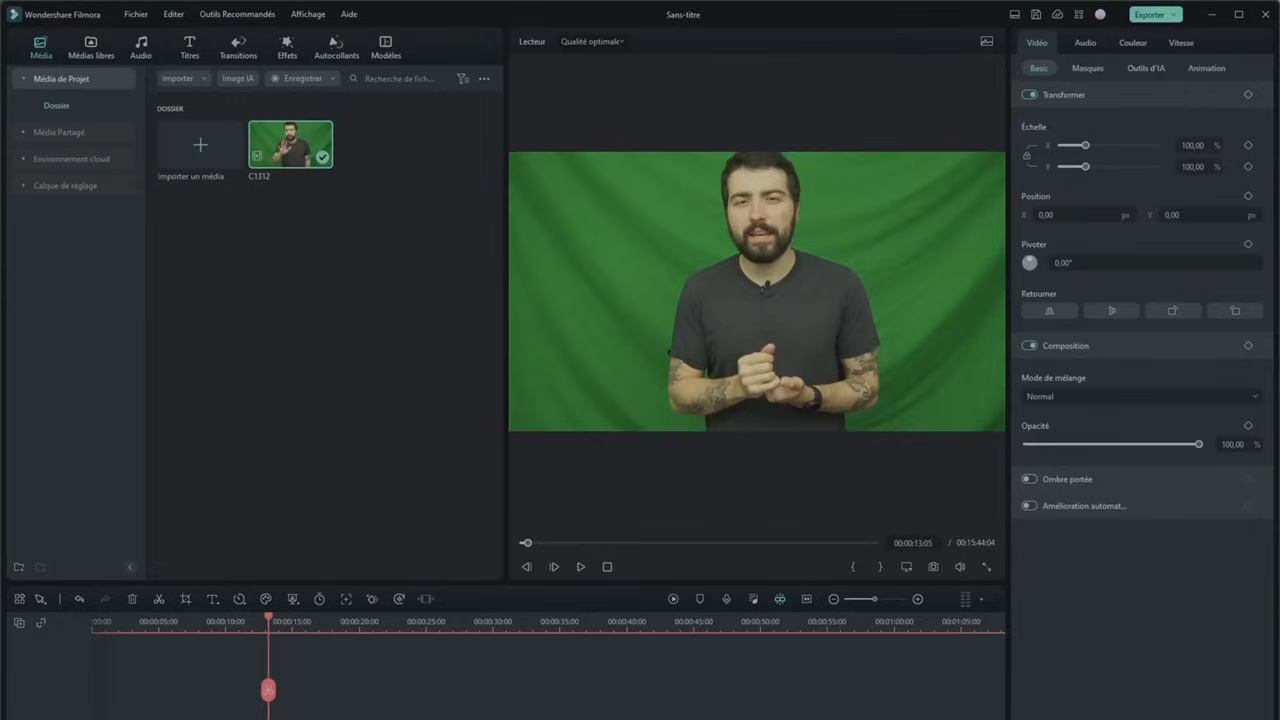 Wondershare Filmora Fichier Editer Outils Recommandés Affichage Aide Sans-titre Exporter
Média Médias libres Audio Titres Transitions Effets Autocollants Modèles
Média de Projet
Dossier
Média Partagé
Environnement cloud
Calque de réglage
Importer Image IA Enregistrer Recherche de fich...
DOSSIER
Importer un média C1312
Lecteur Qualité optimale
00:00:13:05 / 00:15:44:04
Vidéo Audio Couleur Vitesse
Basic Masques Outils d'IA Animation
Transformer
Échelle
X 100,00 %
Y 100,00 %
Position
X 0,00 px Y 0,00 px
Pivoter
0,00°
Retourner
Composition
Mode de mélange
Normal
Opacité
100,00 %
Ombre portée
Amélioration automat...
00:00 00:00:05:00 00:00:10:00 00:00:15:00 00:00:20:00 00:00:25:00 00:00:30:00 00:00:35:00 00:00:40:00 00:00:45:00 00:00:50:00 00:00:55:00 00:01:00:00 00:01:05:00